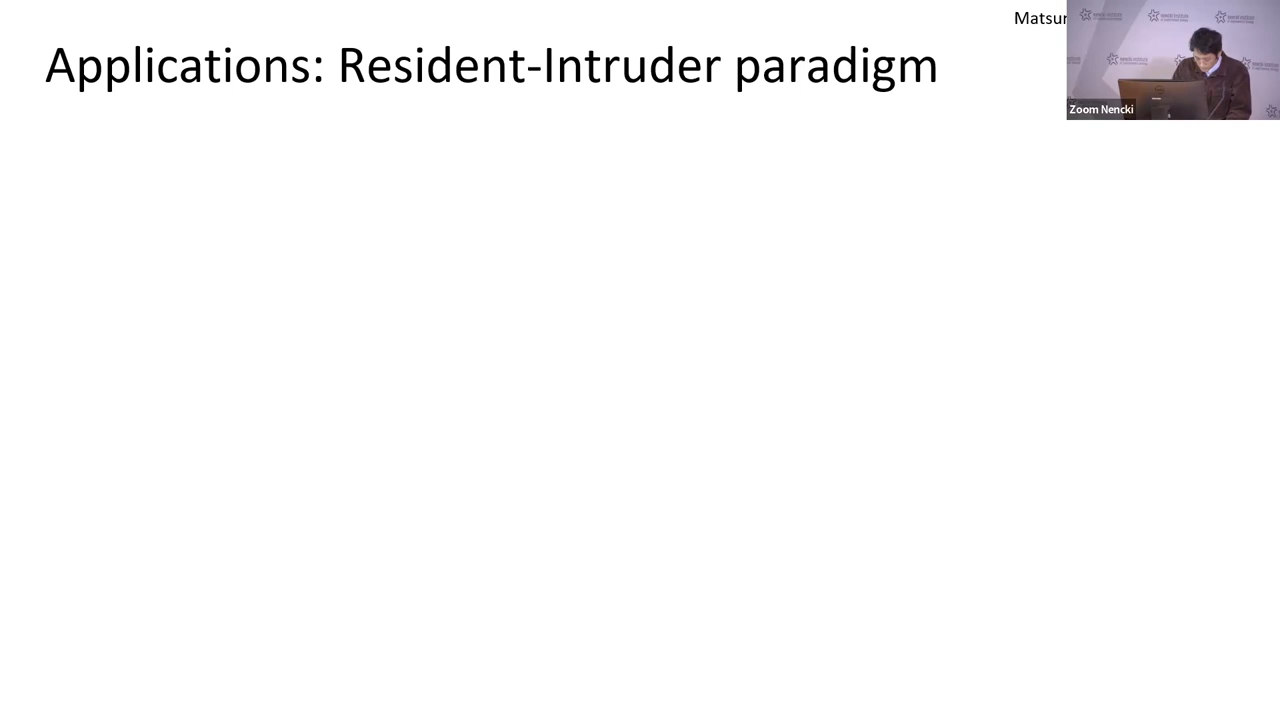 Matsur
Applications: Resident-Intruder paradigm
Zoom Nencki